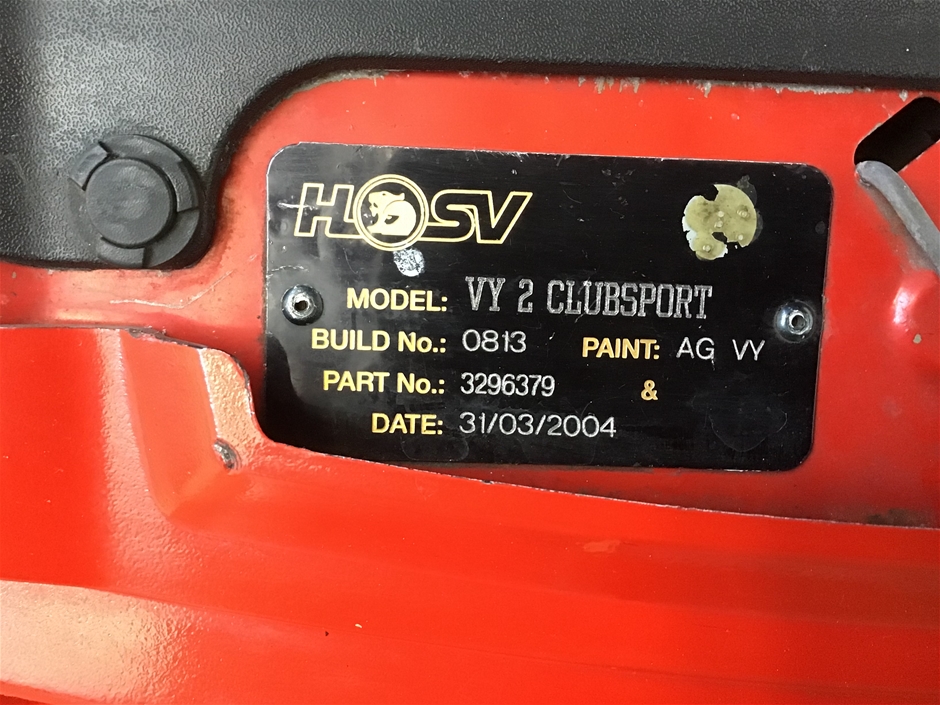 HSV
MODEL: VY 2 CLUBSPORT
BUILD No.: 0813 PAINT: AG VY
PART No.: 3296379 &
DATE: 31/03/2004